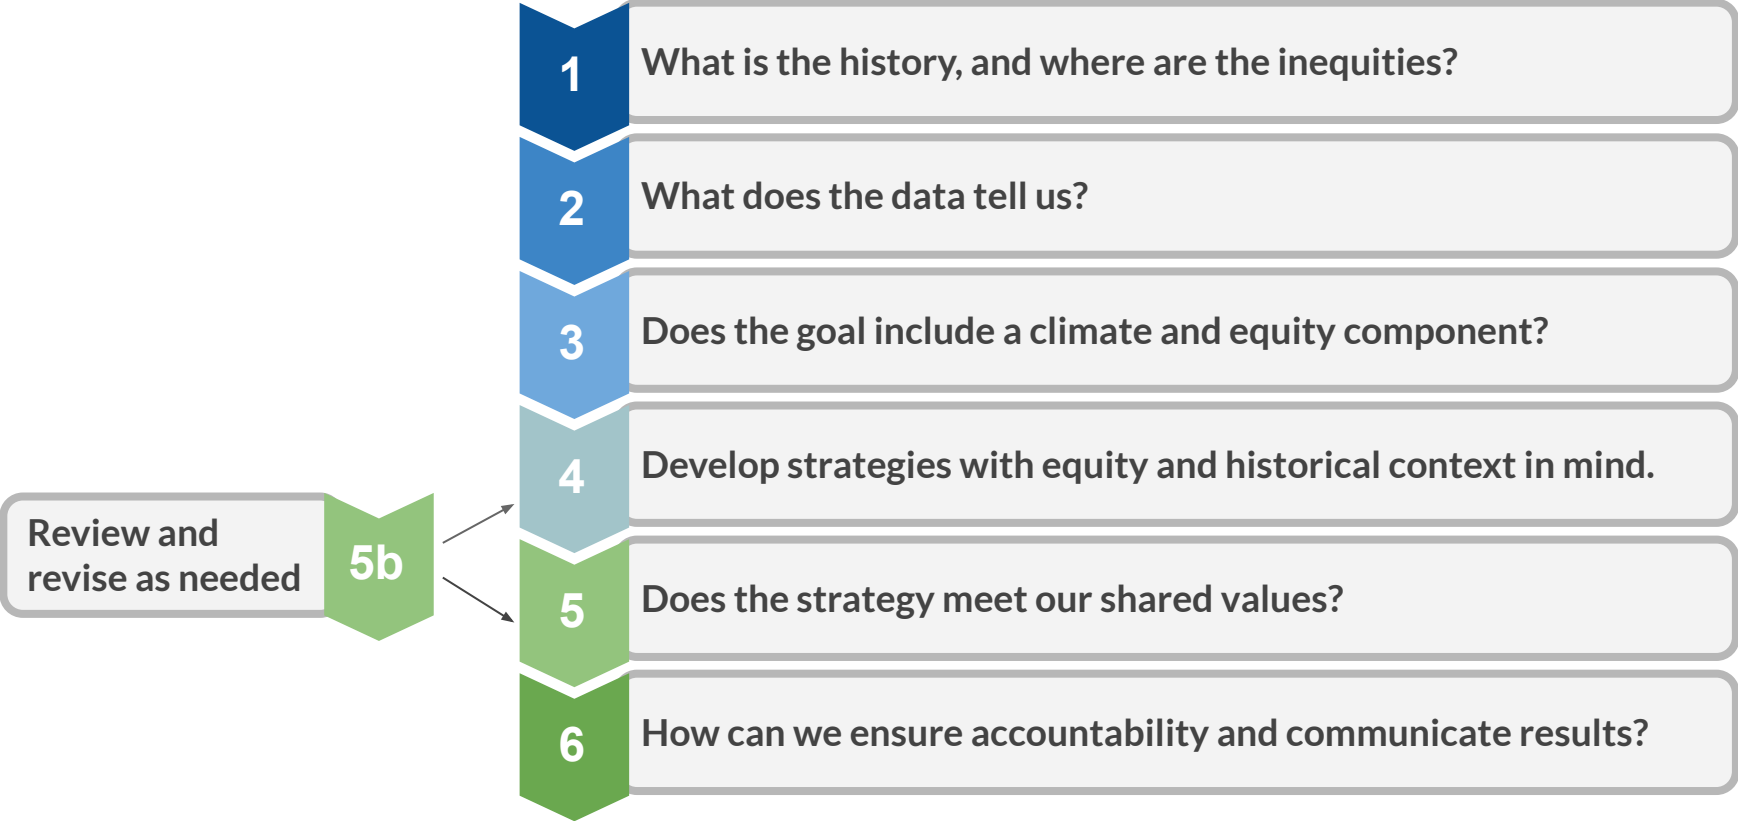 1
What is the history, and where are the inequities?
2
What does the data tell us?
3
Does the goal include a climate and equity component?
4
Develop strategies with equity and historical context in mind.
Review and
revise as needed
5b
5
Does the strategy meet our shared values?
6
How can we ensure accountability and communicate results?